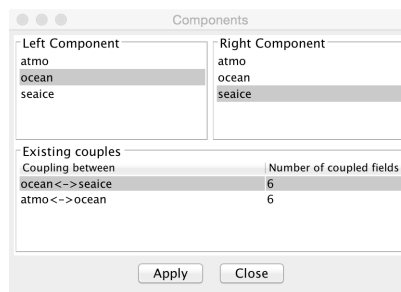 Components
Left Component
atmo
ocean
seaice
Right Component
atmo
ocean
seaice
Existing couples
Coupling between Number of coupled fields
ocean<->seaice 6
atmo<->ocean 6
Apply Close